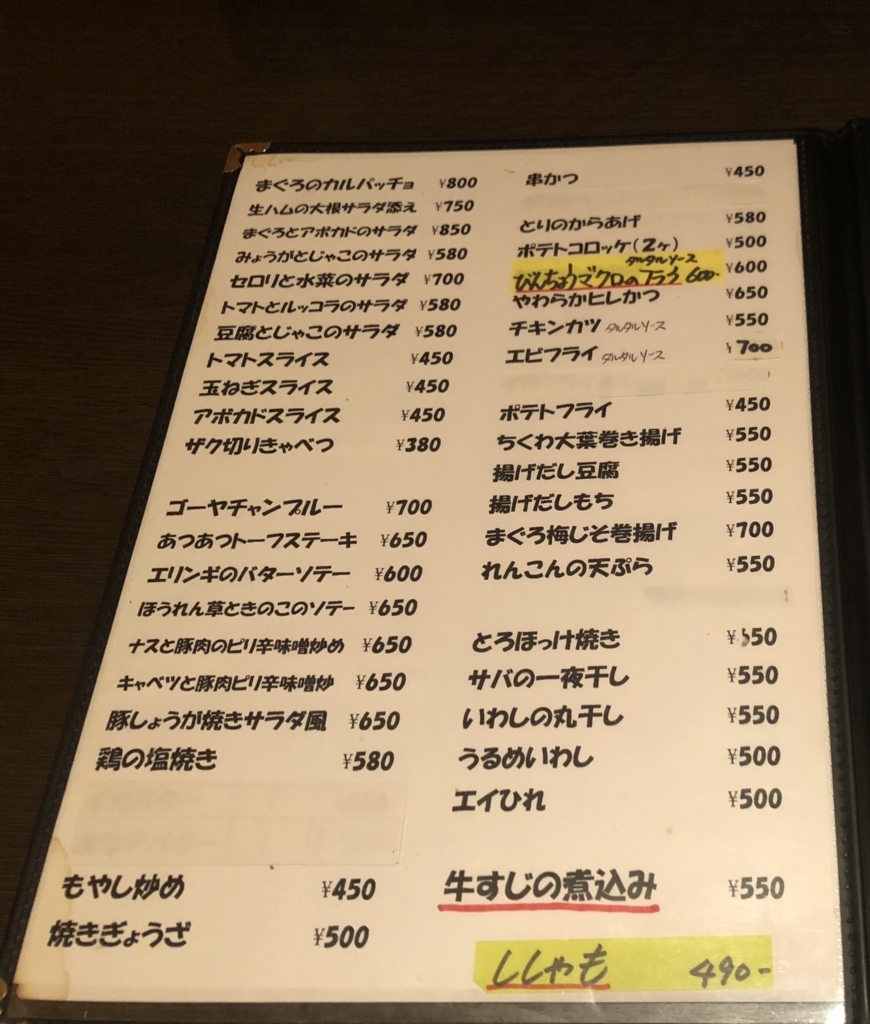 まぐろのカルパッチョ ¥800
生ハムの大根サラダ添え ¥750
まぐろとアボカドのサラダ ¥850
みょうがとじゃこのサラダ ¥580
セロリと水菜のサラダ ¥700
トマトとルッコラのサラダ ¥580
豆腐とじゃこのサラダ ¥580
トマトスライス ¥450
玉ねぎスライス ¥450
アボカドスライス ¥450
ザク切りきゃべつ ¥380
ゴーヤチャンプルー ¥700
あつあつトーフステーキ ¥650
エリンギのバターソテー ¥600
ほうれん草ときのこのソテー ¥650
ナスと豚肉のピリ辛味噌炒め ¥650
キャベツと豚肉ピリ辛味噌炒 ¥650
豚しょうが焼きサラダ風 ¥650
鶏の塩焼き ¥580
もやし炒め ¥450
焼きぎょうざ ¥500
串かつ ¥450
とりのからあげ ¥580
ポテトコロッケ(2ヶ) ¥500
タルタルソース
びんちょうマグロのフライ 600- ¥600
やわらかヒレかつ ¥650
チキンカツ タルタルソース ¥550
エビフライ タルタルソース ¥700
ポテトフライ ¥450
ちくわ大葉巻き揚げ ¥550
揚げだし豆腐 ¥550
揚げだしもち ¥550
まぐろ梅じそ巻揚げ ¥700
れんこんの天ぷら ¥550
とろほっけ焼き
サバの一夜干し ¥550
いわしの丸干し ¥550
うるめいわし ¥500
エイひれ ¥500
牛すじの煮込み ¥550
ししゃも 490-